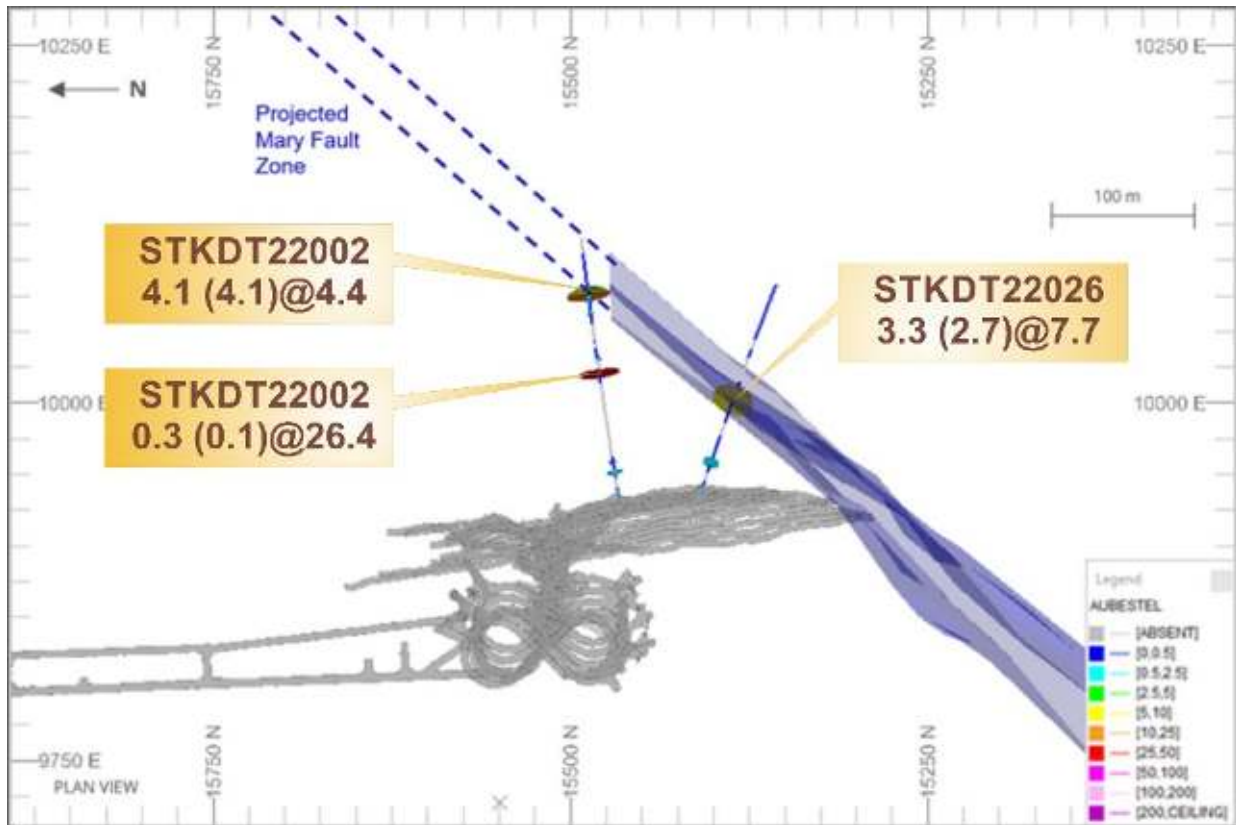 10250 E
10250 E
15750 N
15500 N
15250 N
N
Projected
Mary Fault
Zone
100 m
STKDT22002
4.1 (4.1)@4.4
STKDT22026
3.3 (2.7)@7.7
STKDT22002
0.3 (0.1)@26.4
10000 E
10000 E
9750 E
PLAN VIEW
15750 N
15500 N
15250 N
Legend
AUBESTEL
[ABSENT]
[0,0.5]
[0.5,2.5]
[2.5,5]
[5,10]
[10,25]
[25,50]
[50,100]
[100,200]
[200,CEILING]